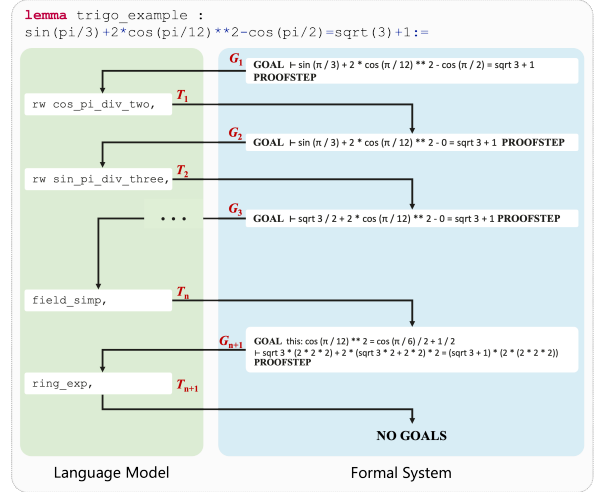 lemma trigo_example :
sin(pi/3)+2*cos(pi/12)**2-cos(pi/2)=sqrt(3)+1:=
G1
GOAL ⊢ sin (π / 3) + 2 * cos (π / 12) ** 2 - cos (π / 2) = sqrt 3 + 1
PROOFSTEP
rw cos_pi_div_two,
T1
G2
GOAL ⊢ sin (π / 3) + 2 * cos (π / 12) ** 2 - 0 = sqrt 3 + 1 PROOFSTEP
rw sin_pi_div_three,
T2
G3
GOAL ⊢ sqrt 3 / 2 + 2 * cos (π / 12) ** 2 - 0 = sqrt 3 + 1 PROOFSTEP
...
field_simp,
Tn
Gn+1
GOAL this: cos (π / 12) ** 2 = cos (π / 6) / 2 + 1 / 2
⊢ sqrt 3 * (2 * 2 * 2) + 2 * (sqrt 3 * 2 + 2 * 2) * 2 = (sqrt 3 + 1) * (2 * (2 * 2 * 2))
PROOFSTEP
ring_exp,
Tn+1
NO GOALS
Language Model
Formal System